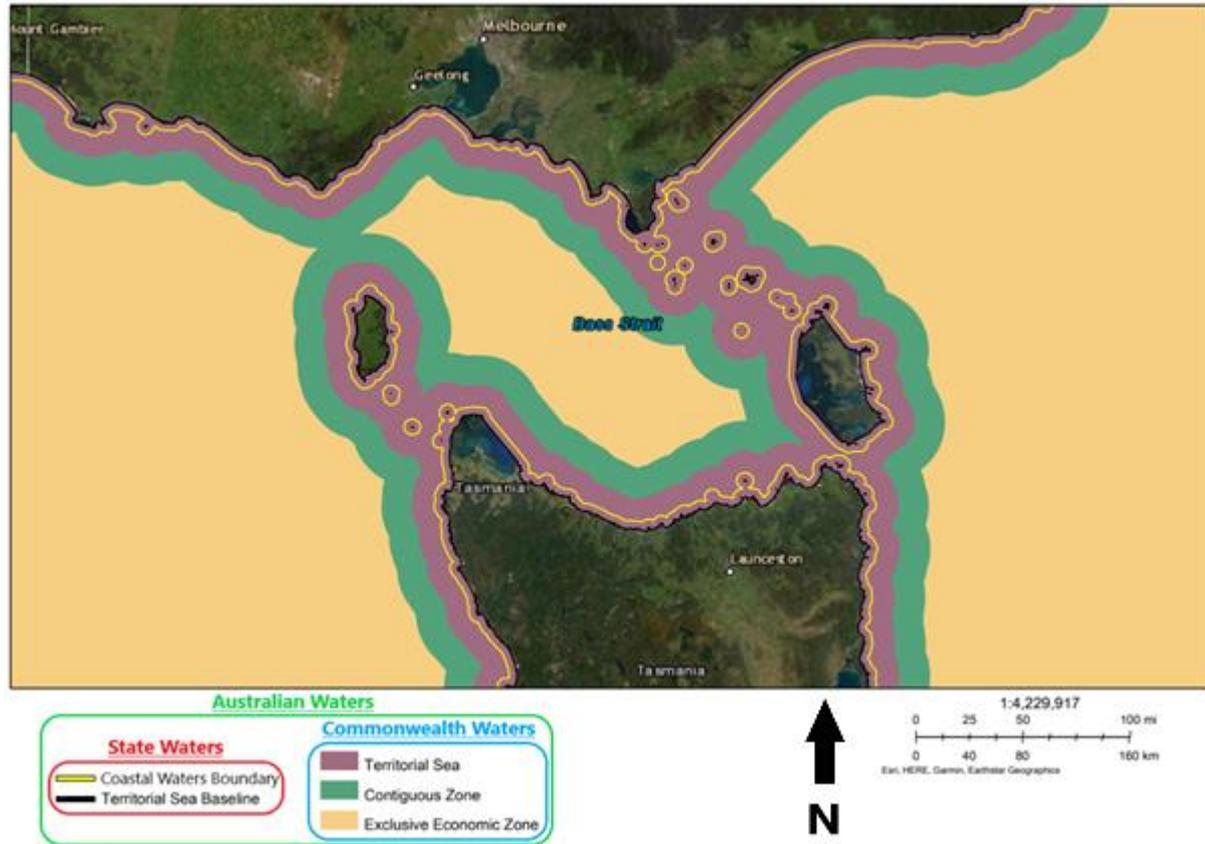 ount Gambier
Melbourne
Geelong
Bass Strait
Tasmania
Launceston
Tasmania
Australian Waters
State Waters
Coastal Waters Boundary
Territorial Sea Baseline
Commonwealth Waters
Territorial Sea
Contiguous Zone
Exclusive Economic Zone
N
1:4,229,917
0 25 50 100 mi
0 40 80 160 km
Esri, HERE, Garmin, Earthstar Geographics